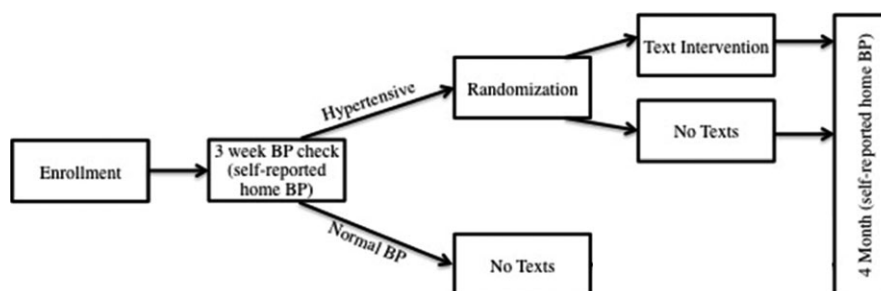 Enrollment
3 week BP check
(self-reported
home BP)
Hypertensive
Normal BP
Randomization
Text Intervention
No Texts
No Texts
4 Month (self-reported home BP)